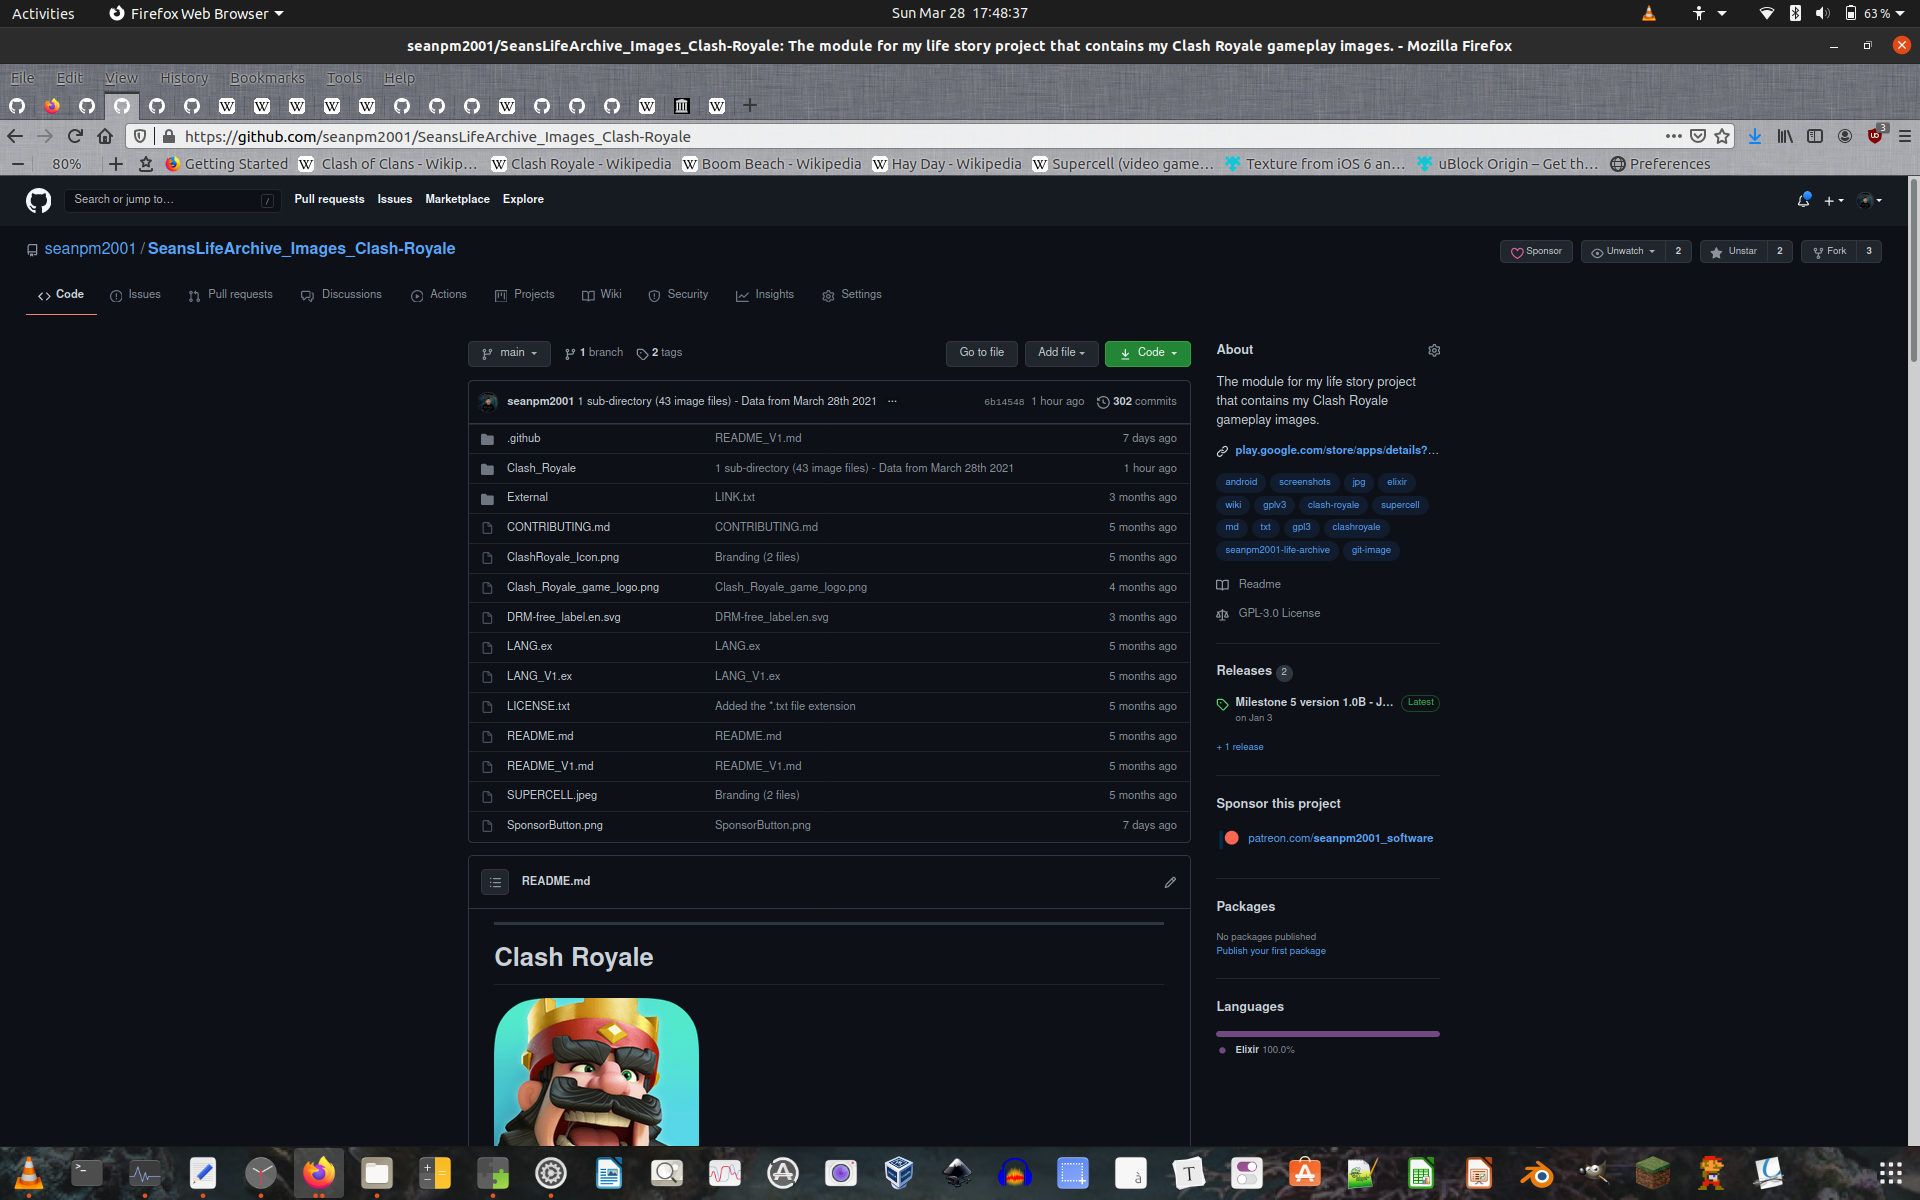 Activities Firefox Web Browser Sun Mar 28 17:48:37 63 %
seanpm2001/SeansLifeArchive_Images_Clash-Royale: The module for my life story project that contains my Clash Royale gameplay images. - Mozilla Firefox
File Edit View History Bookmarks Tools Help
https://github.com/seanpm2001/SeansLifeArchive_Images_Clash-Royale 3
80% Getting Started Clash of Clans - Wikip… Clash Royale - Wikipedia Boom Beach - Wikipedia Hay Day - Wikipedia Supercell (video game… Texture from iOS 6 an… uBlock Origin – Get th… Preferences
Search or jump to… / Pull requests Issues Marketplace Explore
seanpm2001 / SeansLifeArchive_Images_Clash-Royale Sponsor Unwatch 2 Unstar 2 Fork 3
Code Issues Pull requests Discussions Actions Projects Wiki Security Insights Settings
main 1 branch 2 tags Go to file Add file Code
seanpm2001 1 sub-directory (43 image files) - Data from March 28th 2021 ... 6b14548 1 hour ago 302 commits
.github README_V1.md 7 days ago
Clash_Royale 1 sub-directory (43 image files) - Data from March 28th 2021 1 hour ago
External LINK.txt 3 months ago
CONTRIBUTING.md CONTRIBUTING.md 5 months ago
ClashRoyale_Icon.png Branding (2 files) 5 months ago
Clash_Royale_game_logo.png Clash_Royale_game_logo.png 4 months ago
DRM-free_label.en.svg DRM-free_label.en.svg 3 months ago
LANG.ex LANG.ex 5 months ago
LANG_V1.ex LANG_V1.ex 5 months ago
LICENSE.txt Added the *.txt file extension 5 months ago
README.md README.md 5 months ago
README_V1.md README_V1.md 5 months ago
SUPERCELL.jpeg Branding (2 files) 5 months ago
SponsorButton.png SponsorButton.png 7 days ago
README.md
Clash Royale
About
The module for my life story project
that contains my Clash Royale
gameplay images.
play.google.com/store/apps/details?…
android screenshots jpg elixir
wiki gplv3 clash-royale supercell
md txt gpl3 clashroyale
seanpm2001-life-archive git-image
Readme
GPL-3.0 License
Releases 2
Milestone 5 version 1.0B - J… Latest
on Jan 3
+ 1 release
Sponsor this project
patreon.com/seanpm2001_software
Packages
No packages published
Publish your first package
Languages
Elixir 100.0%